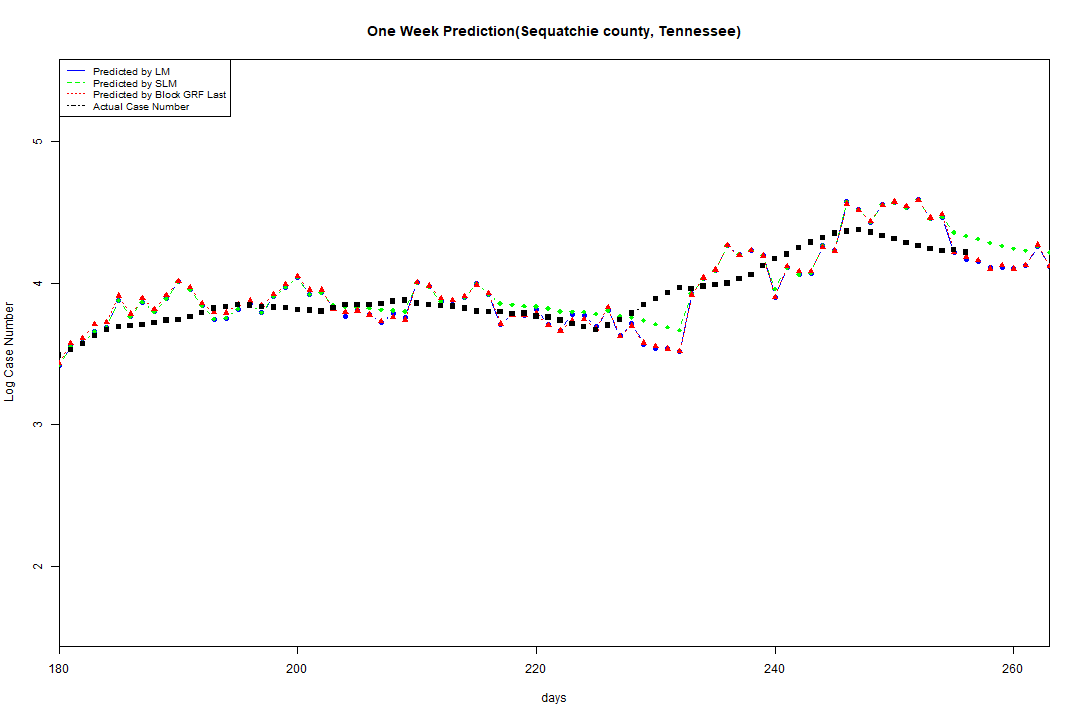 One Week Prediction(Sequatchie county, Tennessee)
Predicted by LM
Predicted by SLM
Predicted by Block GRF Last
Actual Case Number
5
4
3
2
Log Case Number
180 200 220 240 260
days